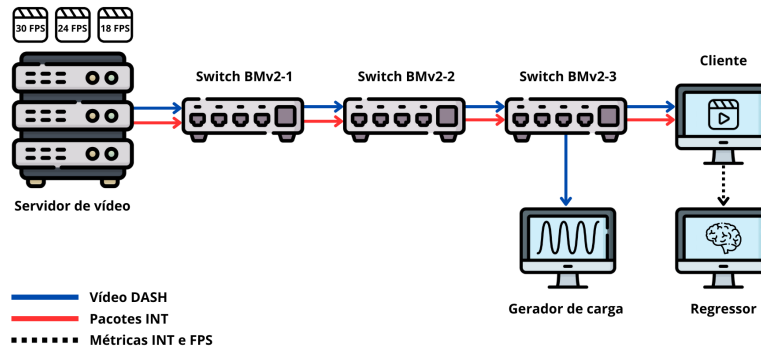 30 FPS 24 FPS 18 FPS
Cliente
Switch BMv2-1 Switch BMv2-2 Switch BMv2-3
Servidor de vídeo
Gerador de carga Regressor
Vídeo DASH
Pacotes INT
Métricas INT e FPS